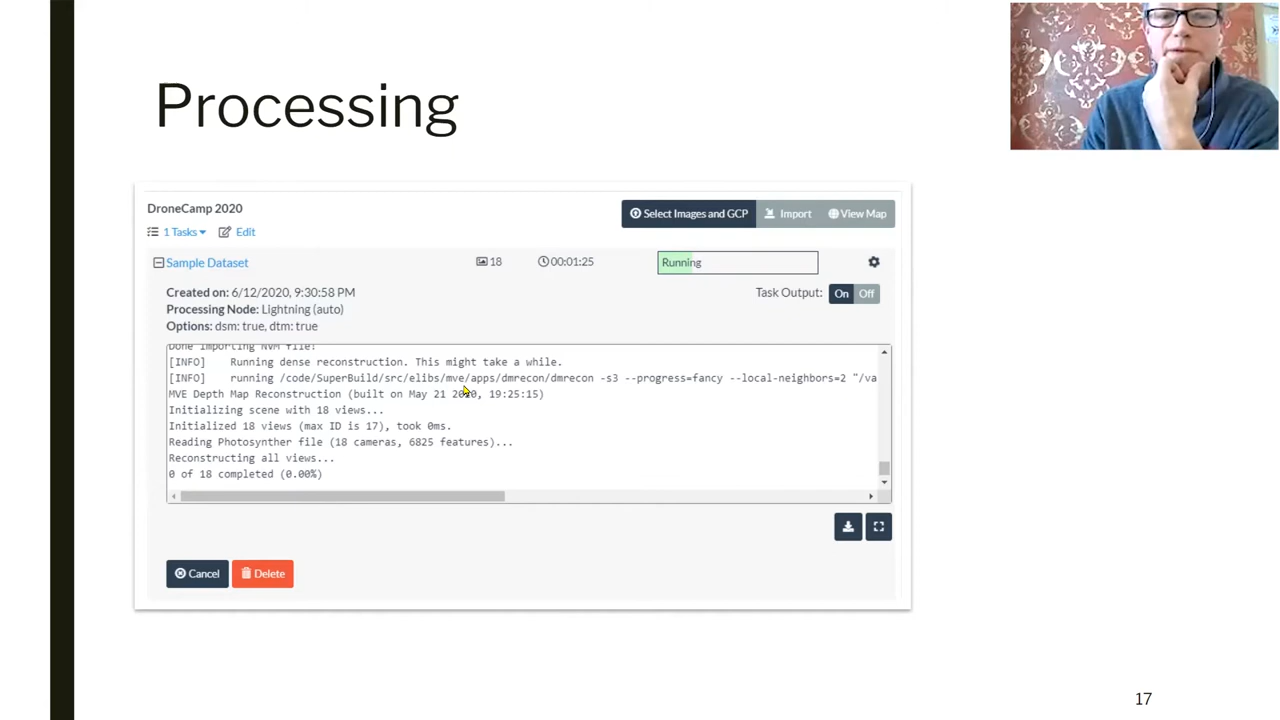 Processing
DroneCamp 2020
Select Images and GCP Import View Map
1 Tasks Edit
Sample Dataset 18 00:01:25 Running
Created on: 6/12/2020, 9:30:58 PM
Task Output: On Off
Processing Node: Lightning (auto)
Options: dsm: true, dtm: true
Done importing NVM file!
[INFO] Running dense reconstruction. This might take a while.
[INFO] running /code/SuperBuild/src/elibs/mve/apps/dmrecon/dmrecon -s3 --progress=fancy --local-neighbors=2 "/va
MVE Depth Map Reconstruction (built on May 21 2020, 19:25:15)
Initializing scene with 18 views...
Initialized 18 views (max ID is 17), took 0ms.
Reading Photosynther file (18 cameras, 6825 features)...
Reconstructing all views...
0 of 18 completed (0.00%)
Cancel Delete
17